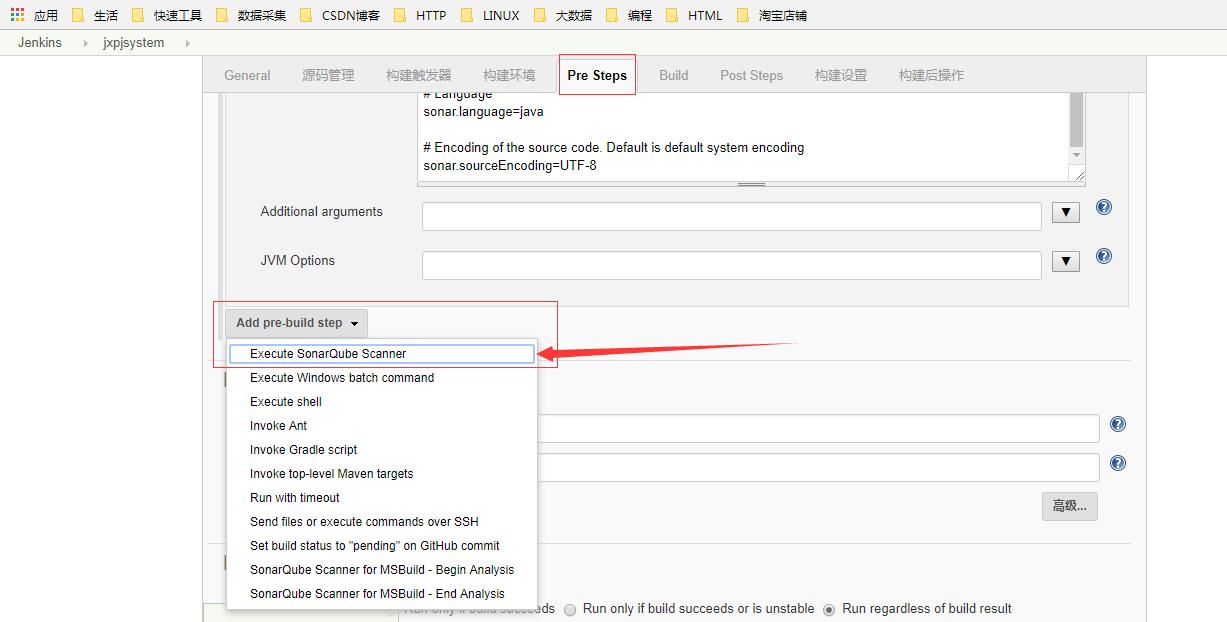 应用 生活 快速工具 数据采集 CSDN博客 HTTP LINUX 大数据 编程 HTML 淘宝店铺
Jenkins jxpjsystem
General 源码管理 构建触发器 构建环境 Pre Steps Build Post Steps 构建设置 构建后操作
# Language
sonar.language=java
# Encoding of the source code. Default is default system encoding
sonar.sourceEncoding=UTF-8
Additional arguments
JVM Options
Add pre-build step
Execute SonarQube Scanner
Execute Windows batch command
Execute shell
Invoke Ant
Invoke Gradle script
Invoke top-level Maven targets
Run with timeout
高级...
Send files or execute commands over SSH
Set build status to "pending" on GitHub commit
SonarQube Scanner for MSBuild - Begin Analysis
SonarQube Scanner for MSBuild - End Analysis
Run only if build succeeds Run only if build succeeds or is unstable Run regardless of build result